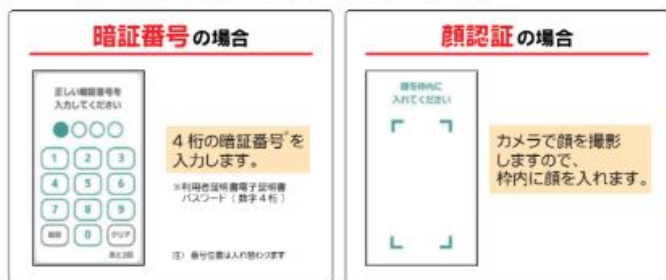 暗証番号の場合
正しい暗証番号を
入力してください
1 2 3
4 5 6
7 8 9
0 クリア
あと2回
4桁の暗証番号※を
入力します。
※利用者証明書電子証明書
パスワード(数字4桁)
注) 番号位置は入れ替わります
顔認証の場合
顔を枠内に
入れてください
カメラで顔を撮影
しますので、
枠内に顔を入れます。